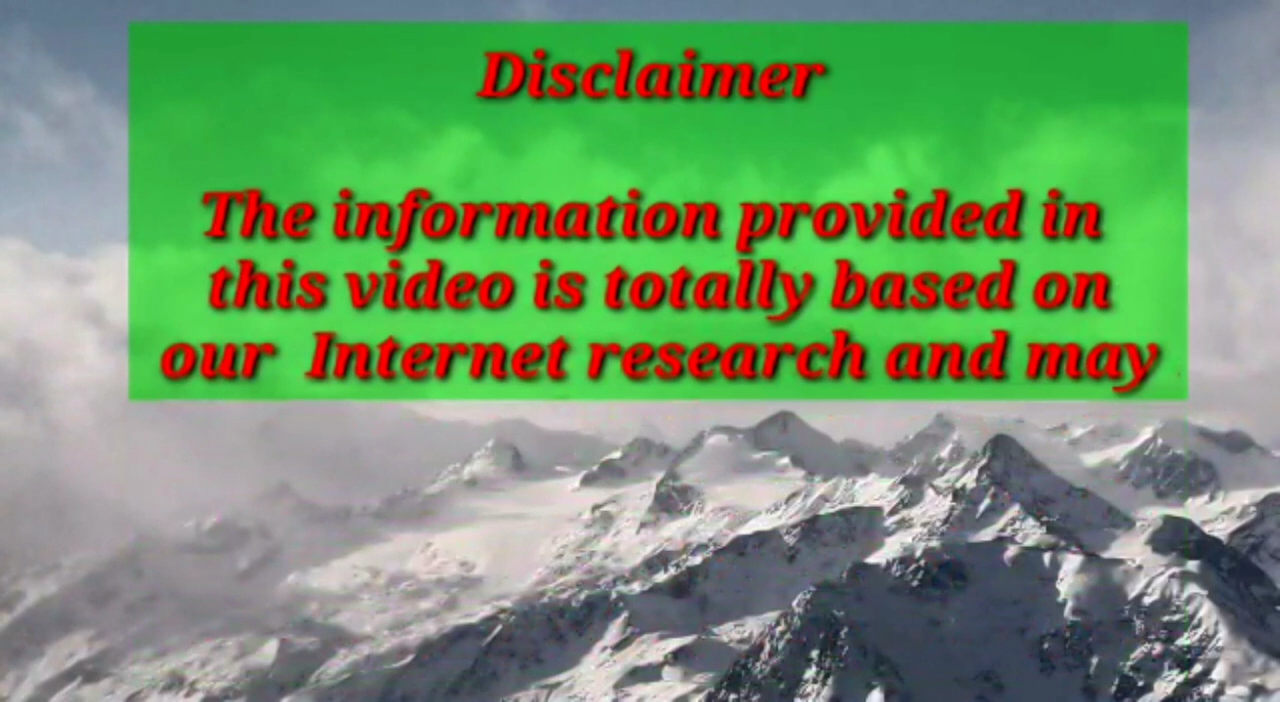 Disclaimer
The information provided in
this video is totally based on
our Internet research and may